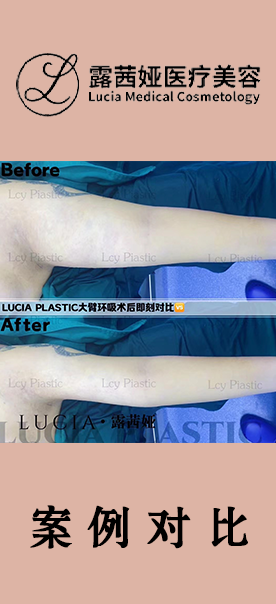 露茜娅医疗美容
Lucia Medical Cosmetology
Before
Lcy Plastic
Lcy Plastic
LUCIA PLASTIC大臂环吸术后即刻对比
After
Lcy Plastic
Lcy Plastic
Lcy Plastic
LUCIA·露茜娅
LUCIA PLASTIC
案例对比